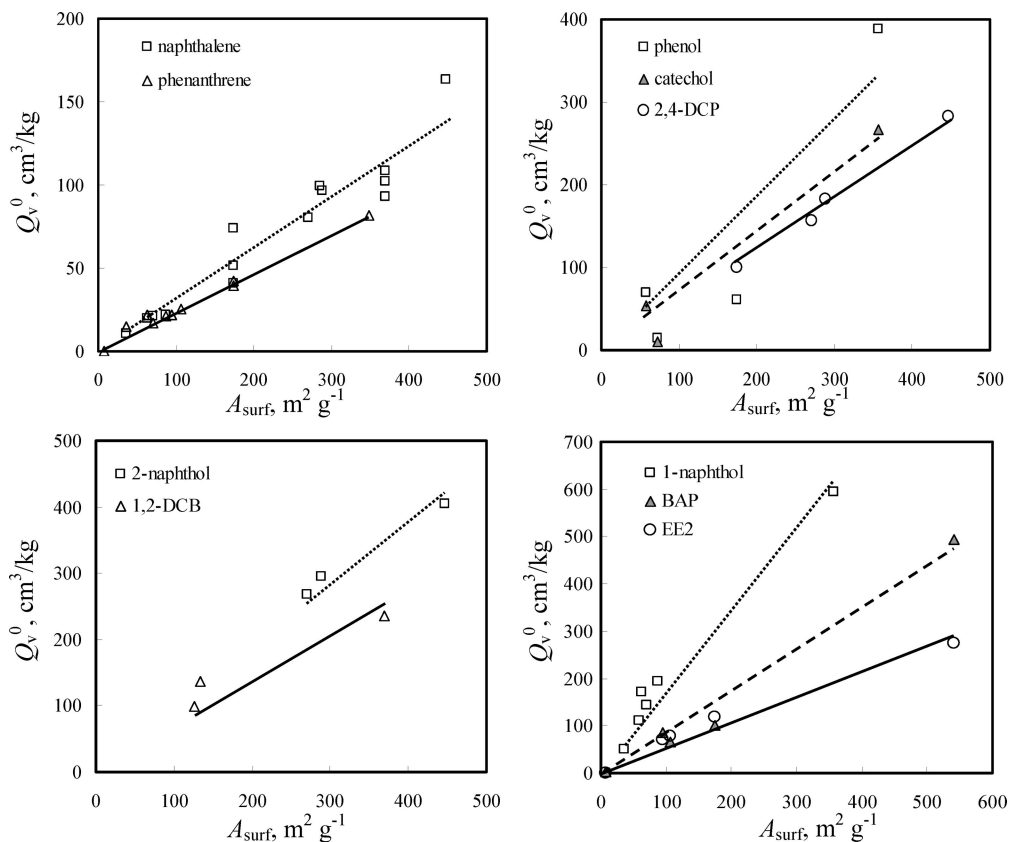 200
150
100
50
0
Qv0 , cm3/kg
naphthalene
phenanthrene
0 100 200 300 400 500
Asurf, m2 g-1
400
300
200
100
0
Qv0 , cm3/kg
phenol
catechol
2,4-DCP
0 100 200 300 400 500
Asurf, m2 g-1
500
400
300
200
100
0
Qv0 , cm3/kg
2-naphthol
1,2-DCB
0 100 200 300 400 500
Asurf, m2 g-1
700
600
500
400
300
200
100
0
Qv0 , cm3/kg
1-naphthol
BAP
EE2
0 100 200 300 400 500 600
Asurf, m2 g-1